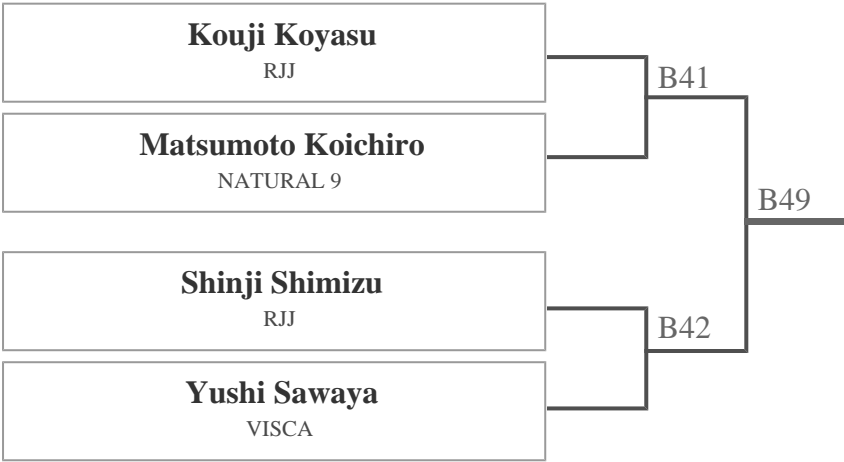 Kouji Koyasu
RJJ
B41
Matsumoto Koichiro
NATURAL 9
B49
Shinji Shimizu
RJJ
B42
Yushi Sawaya
VISCA